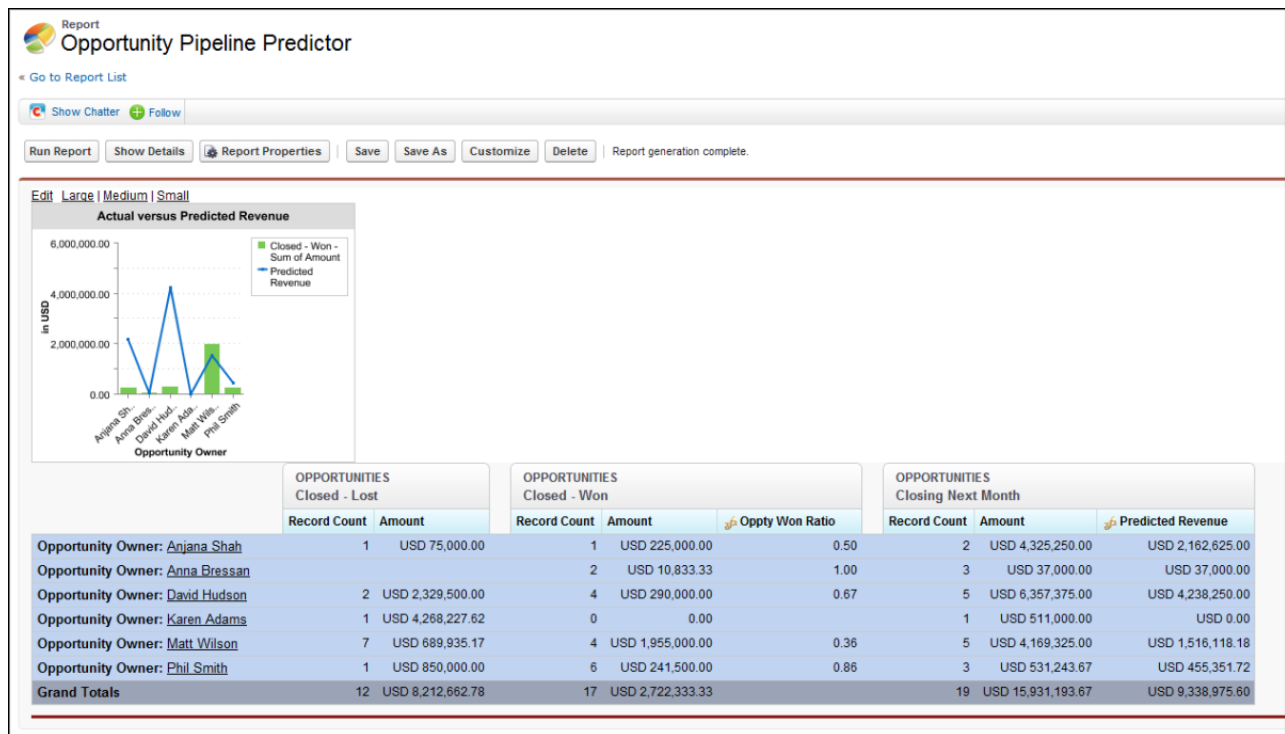 Report
Opportunity Pipeline Predictor
« Go to Report List
Show Chatter Follow
Run Report Show Details Report Properties Save Save As Customize Delete Report generation complete.
Edit Large | Medium | Small
Actual versus Predicted Revenue
6,000,000.00
4,000,000.00
2,000,000.00
0.00
in USD
Closed - Won -
Sum of Amount
Predicted
Revenue
Anjana Sh..
Anna Bres..
David Hud..
Karen Ada..
Matt Wils..
Phil Smith
Opportunity Owner
OPPORTUNITIES OPPORTUNITIES OPPORTUNITIES
Closed - Lost Closed - Won Closing Next Month
Record Count Amount Record Count Amount Oppty Won Ratio Record Count Amount Predicted Revenue
Opportunity Owner: Anjana Shah 1 USD 75,000.00 1 USD 225,000.00 0.50 2 USD 4,325,250.00 USD 2,162,625.00
Opportunity Owner: Anna Bressan 2 USD 10,833.33 1.00 3 USD 37,000.00 USD 37,000.00
Opportunity Owner: David Hudson 2 USD 2,329,500.00 4 USD 290,000.00 0.67 5 USD 6,357,375.00 USD 4,238,250.00
Opportunity Owner: Karen Adams 1 USD 4,268,227.62 0 0.00 1 USD 511,000.00 USD 0.00
Opportunity Owner: Matt Wilson 7 USD 689,935.17 4 USD 1,955,000.00 0.36 5 USD 4,169,325.00 USD 1,516,118.18
Opportunity Owner: Phil Smith 1 USD 850,000.00 6 USD 241,500.00 0.86 3 USD 531,243.67 USD 455,351.72
Grand Totals 12 USD 8,212,662.78 17 USD 2,722,333.33 19 USD 15,931,193.67 USD 9,338,975.60